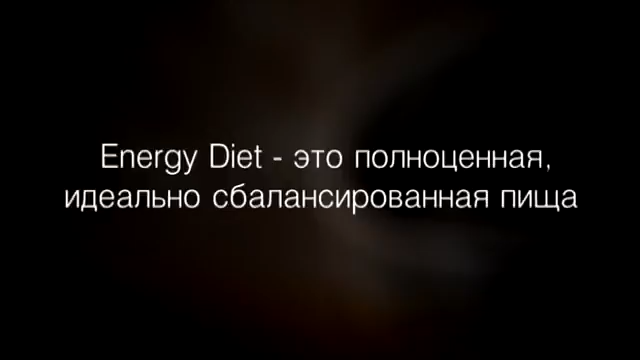 Energy Diet - это полноценная,
идеально сбалансированная пища